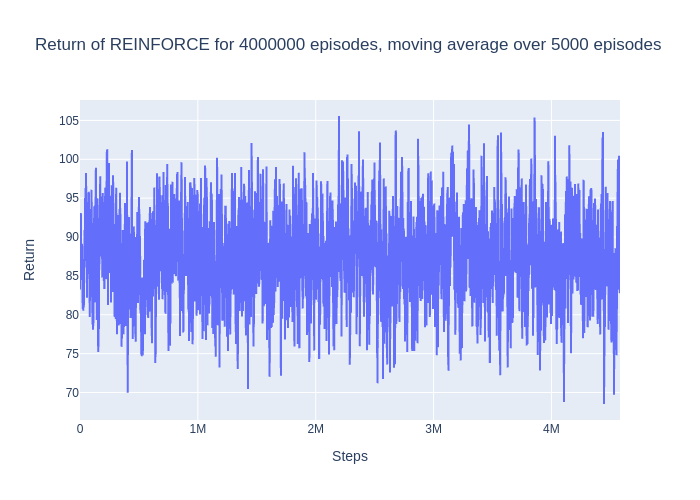 Return of REINFORCE for 4000000 episodes, moving average over 5000 episodes
105
100
95
90
85
80
75
70
Return
0 1M 2M 3M 4M
Steps